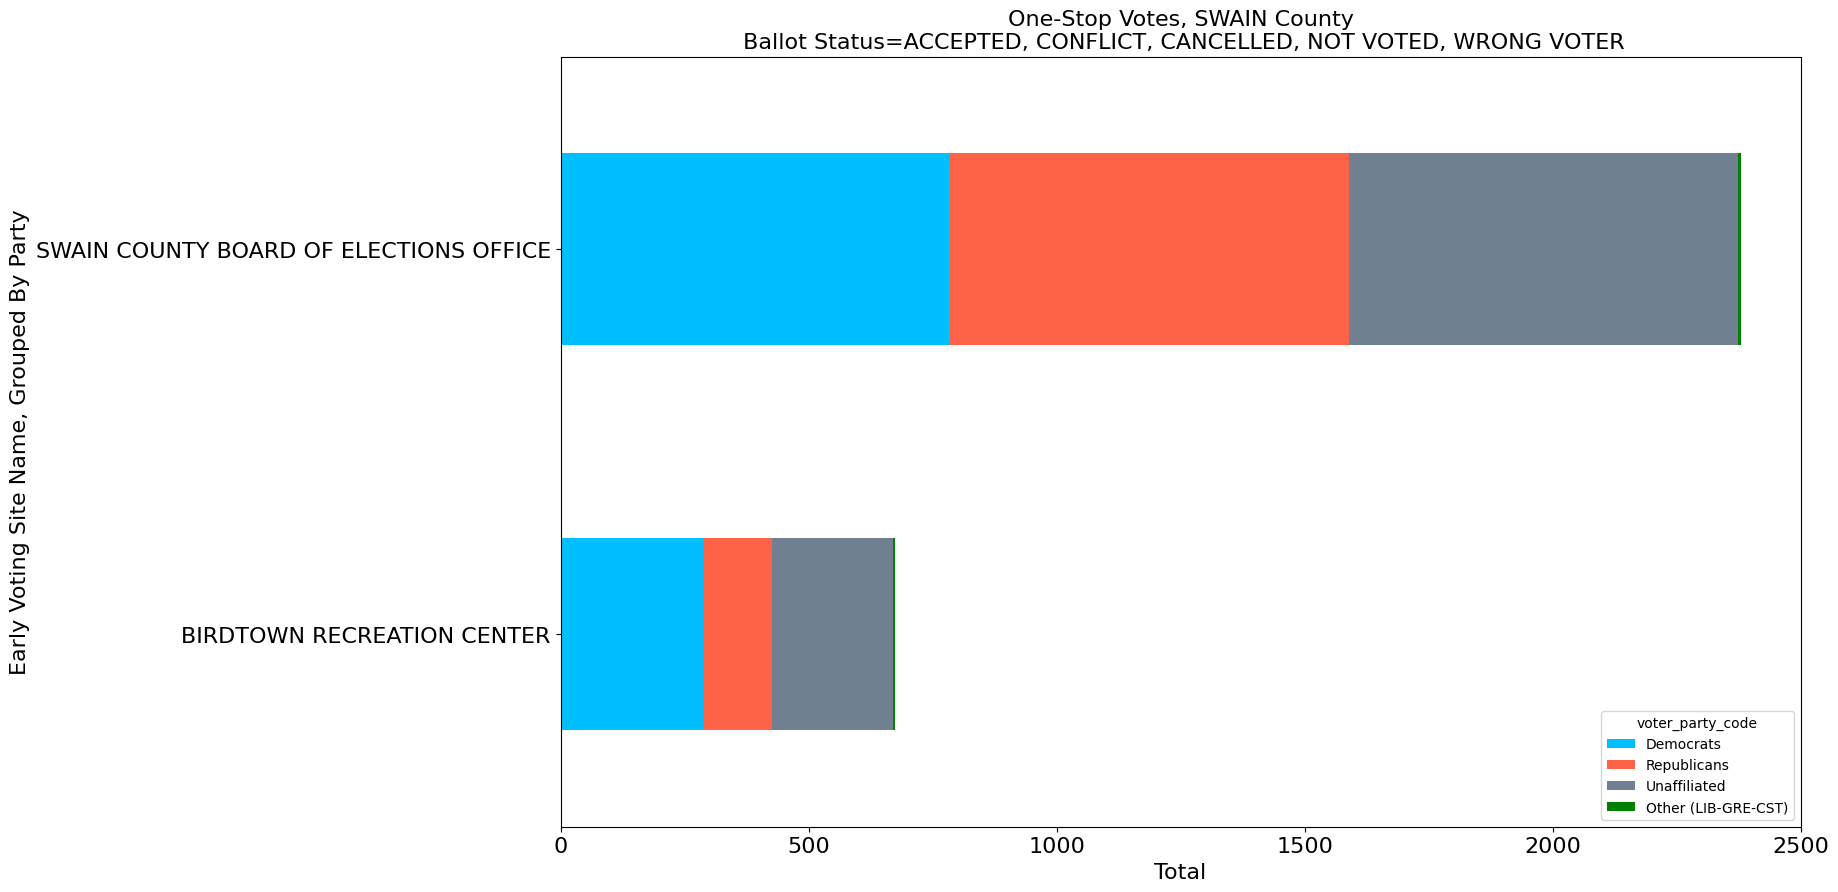 One-Stop Votes, SWAIN County
Ballot Status=ACCEPTED, CONFLICT, CANCELLED, NOT VOTED, WRONG VOTER
Early Voting Site Name, Grouped By Party
SWAIN COUNTY BOARD OF ELECTIONS OFFICE
BIRDTOWN RECREATION CENTER
voter_party_code
Democrats
Republicans
Unaffiliated
Other (LIB-GRE-CST)
0 500 1000 1500 2000 2500
Total